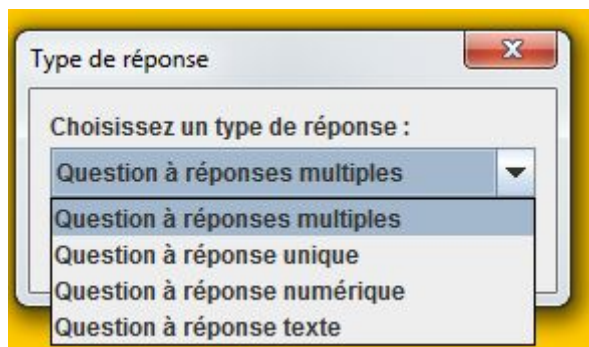 Type de réponse
Choisissez un type de réponse :
Question à réponses multiples
Question à réponses multiples
Question à réponse unique
Question à réponse numérique
Question à réponse texte